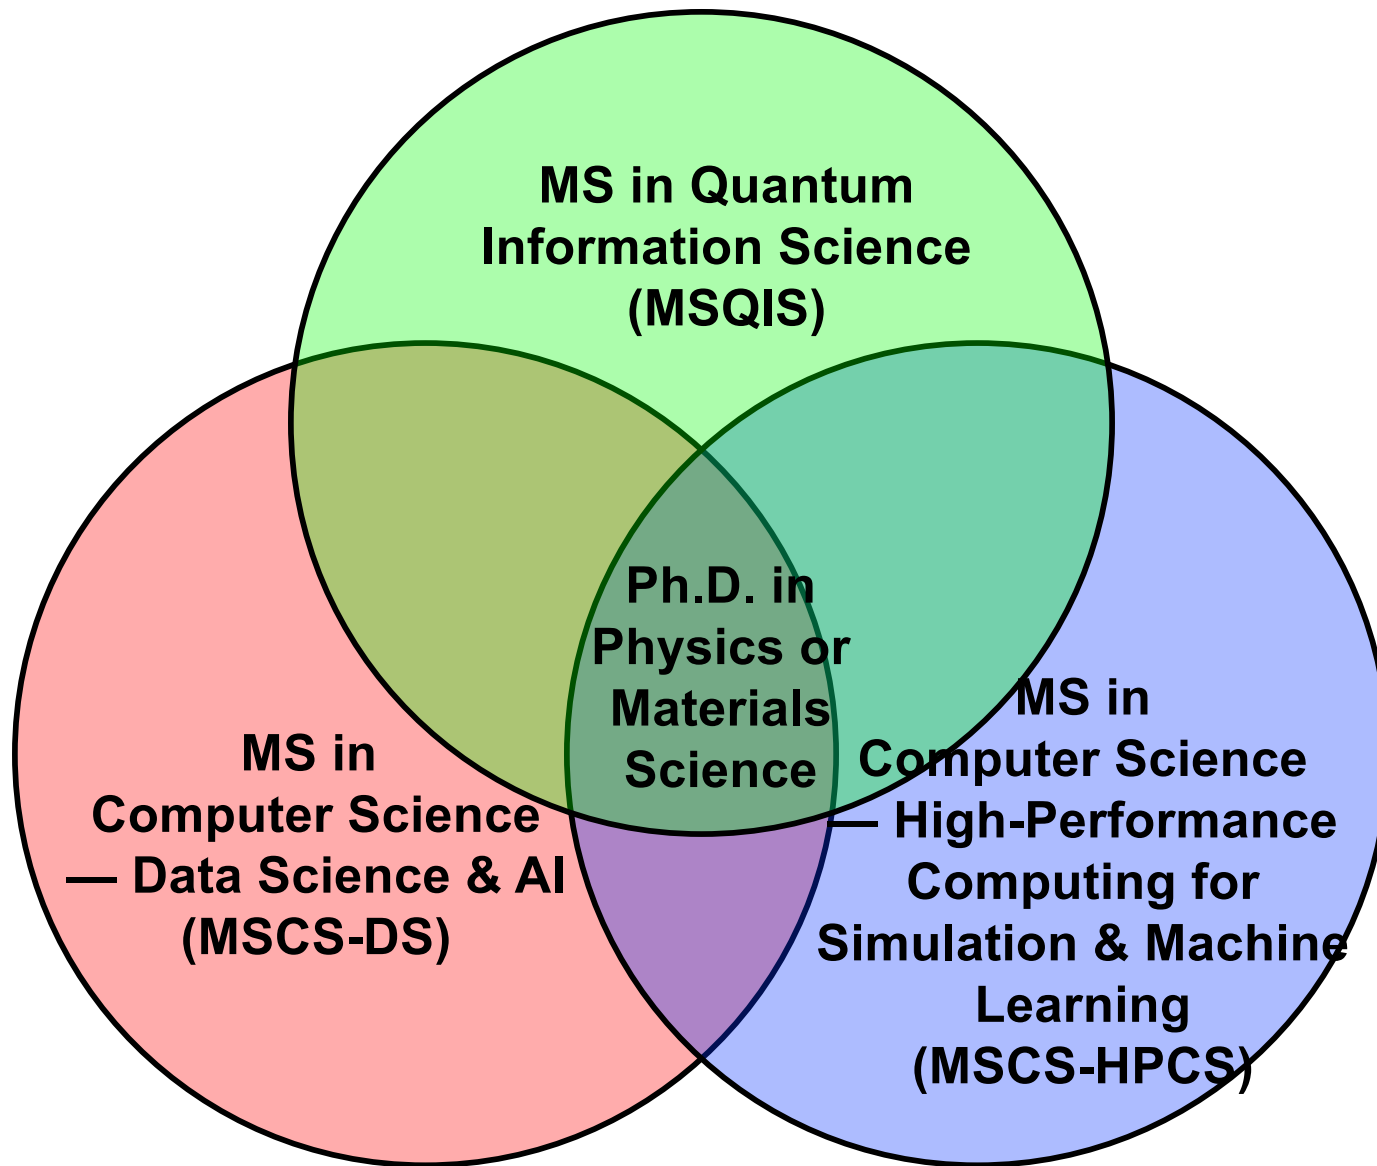 MS in Quantum
Information Science
(MSQIS)
Ph.D. in
Physics or
Materials
Science
MS in
Computer Science
— Data Science & AI
(MSCS-DS)
MS in
Computer Science
— High-Performance
Computing for
Simulation & Machine
Learning
(MSCS-HPCS)